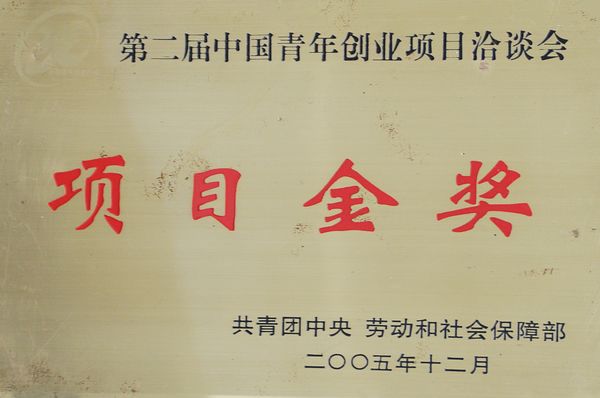 第二届中国青年创业项目洽谈会
项目金奖
共青团中央 劳动和社会保障部
二〇〇五年十二月